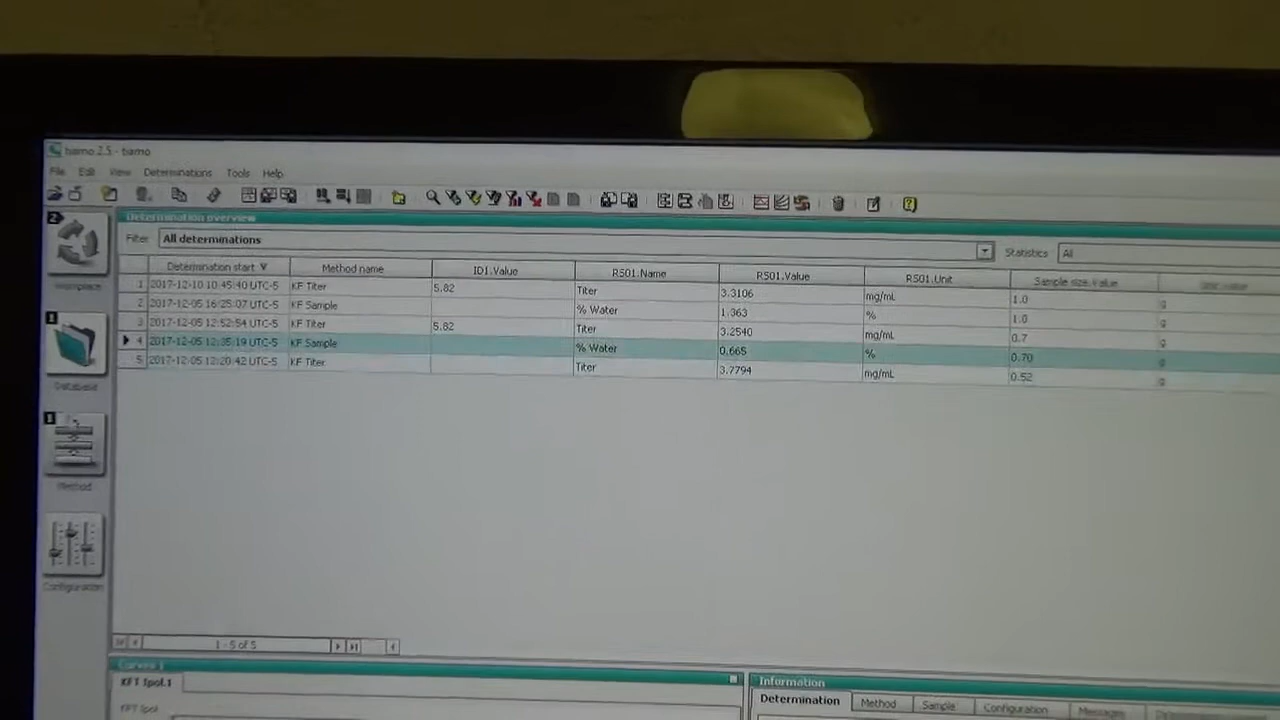 tiamo 2.5 - tiamo
File Edit View Determinations Tools Help
2
Determination overview
Filter All determinations Statistics All
Determination start Method name ID1.Value RS01.Name RS01.Value RS01.Unit Sample size.Value Unit.value
1 2017-12-10 10:45:40 UTC-5 KF Titer 5.82 Titer 3.3106 mg/mL 1.0 g
2 2017-12-05 16:25:07 UTC-5 KF Sample % Water 1.363 % 1.0 g
3 2017-12-05 12:52:54 UTC-5 KF Titer 5.82 Titer 3.2540 mg/mL 0.7 g
4 2017-12-05 12:35:19 UTC-5 KF Sample % Water 0.665 % 0.70 g
5 2017-12-05 12:20:42 UTC-5 KF Titer Titer 3.7794 mg/mL 0.52 g
Workplace
Database
Method
Configuration
1 - 5 of 5
Curves 1
KFT Ipol.1
KFT Ipol
Information
Determination Method Sample Configuration Messages